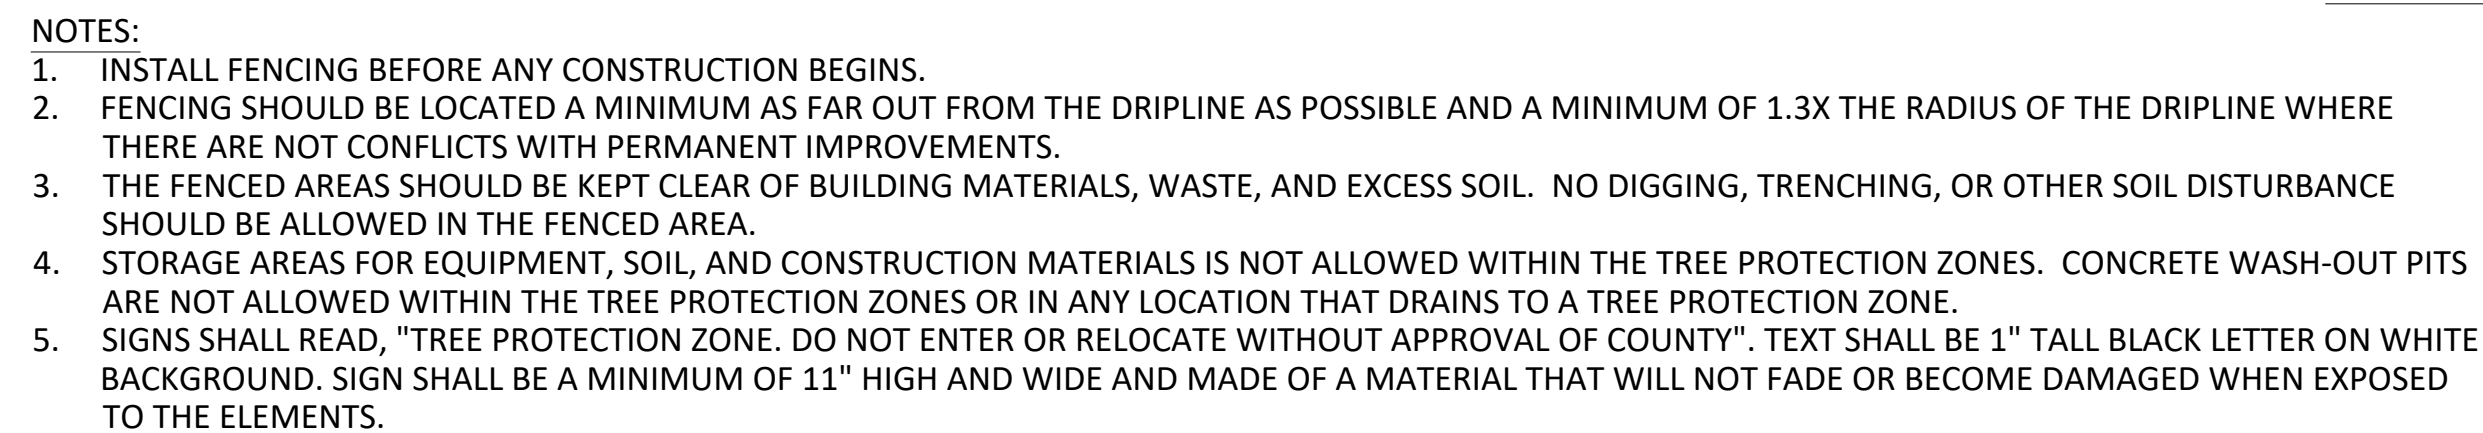 NOTES:
1. INSTALL FENCING BEFORE ANY CONSTRUCTION BEGINS.
2. FENCING SHOULD BE LOCATED A MINIMUM AS FAR OUT FROM THE DRIPLINE AS POSSIBLE AND A MINIMUM OF 1.3X THE RADIUS OF THE DRIPLINE WHERE
THERE ARE NOT CONFLICTS WITH PERMANENT IMPROVEMENTS.
3. THE FENCED AREAS SHOULD BE KEPT CLEAR OF BUILDING MATERIALS, WASTE, AND EXCESS SOIL. NO DIGGING, TRENCHING, OR OTHER SOIL DISTURBANCE
SHOULD BE ALLOWED IN THE FENCED AREA.
4. STORAGE AREAS FOR EQUIPMENT, SOIL, AND CONSTRUCTION MATERIALS IS NOT ALLOWED WITHIN THE TREE PROTECTION ZONES. CONCRETE WASH-OUT PITS
ARE NOT ALLOWED WITHIN THE TREE PROTECTION ZONES OR IN ANY LOCATION THAT DRAINS TO A TREE PROTECTION ZONE.
5. SIGNS SHALL READ, "TREE PROTECTION ZONE. DO NOT ENTER OR RELOCATE WITHOUT APPROVAL OF COUNTY". TEXT SHALL BE 1" TALL BLACK LETTER ON WHITE
BACKGROUND. SIGN SHALL BE A MINIMUM OF 11" HIGH AND WIDE AND MADE OF A MATERIAL THAT WILL NOT FADE OR BECOME DAMAGED WHEN EXPOSED
TO THE ELEMENTS.